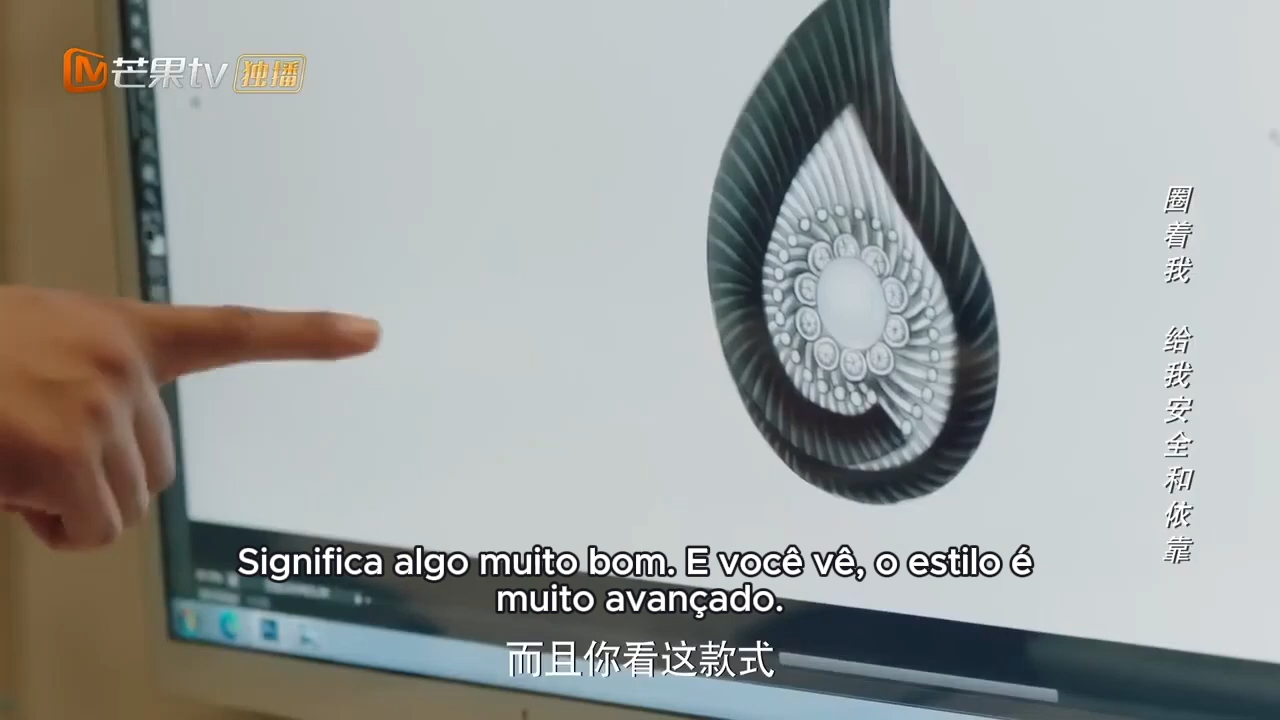 芒果tv 独播
圈着我 给我安全和依靠
Significa algo muito bom. E você vê, o estilo é
muito avançado.
而且你看这款式